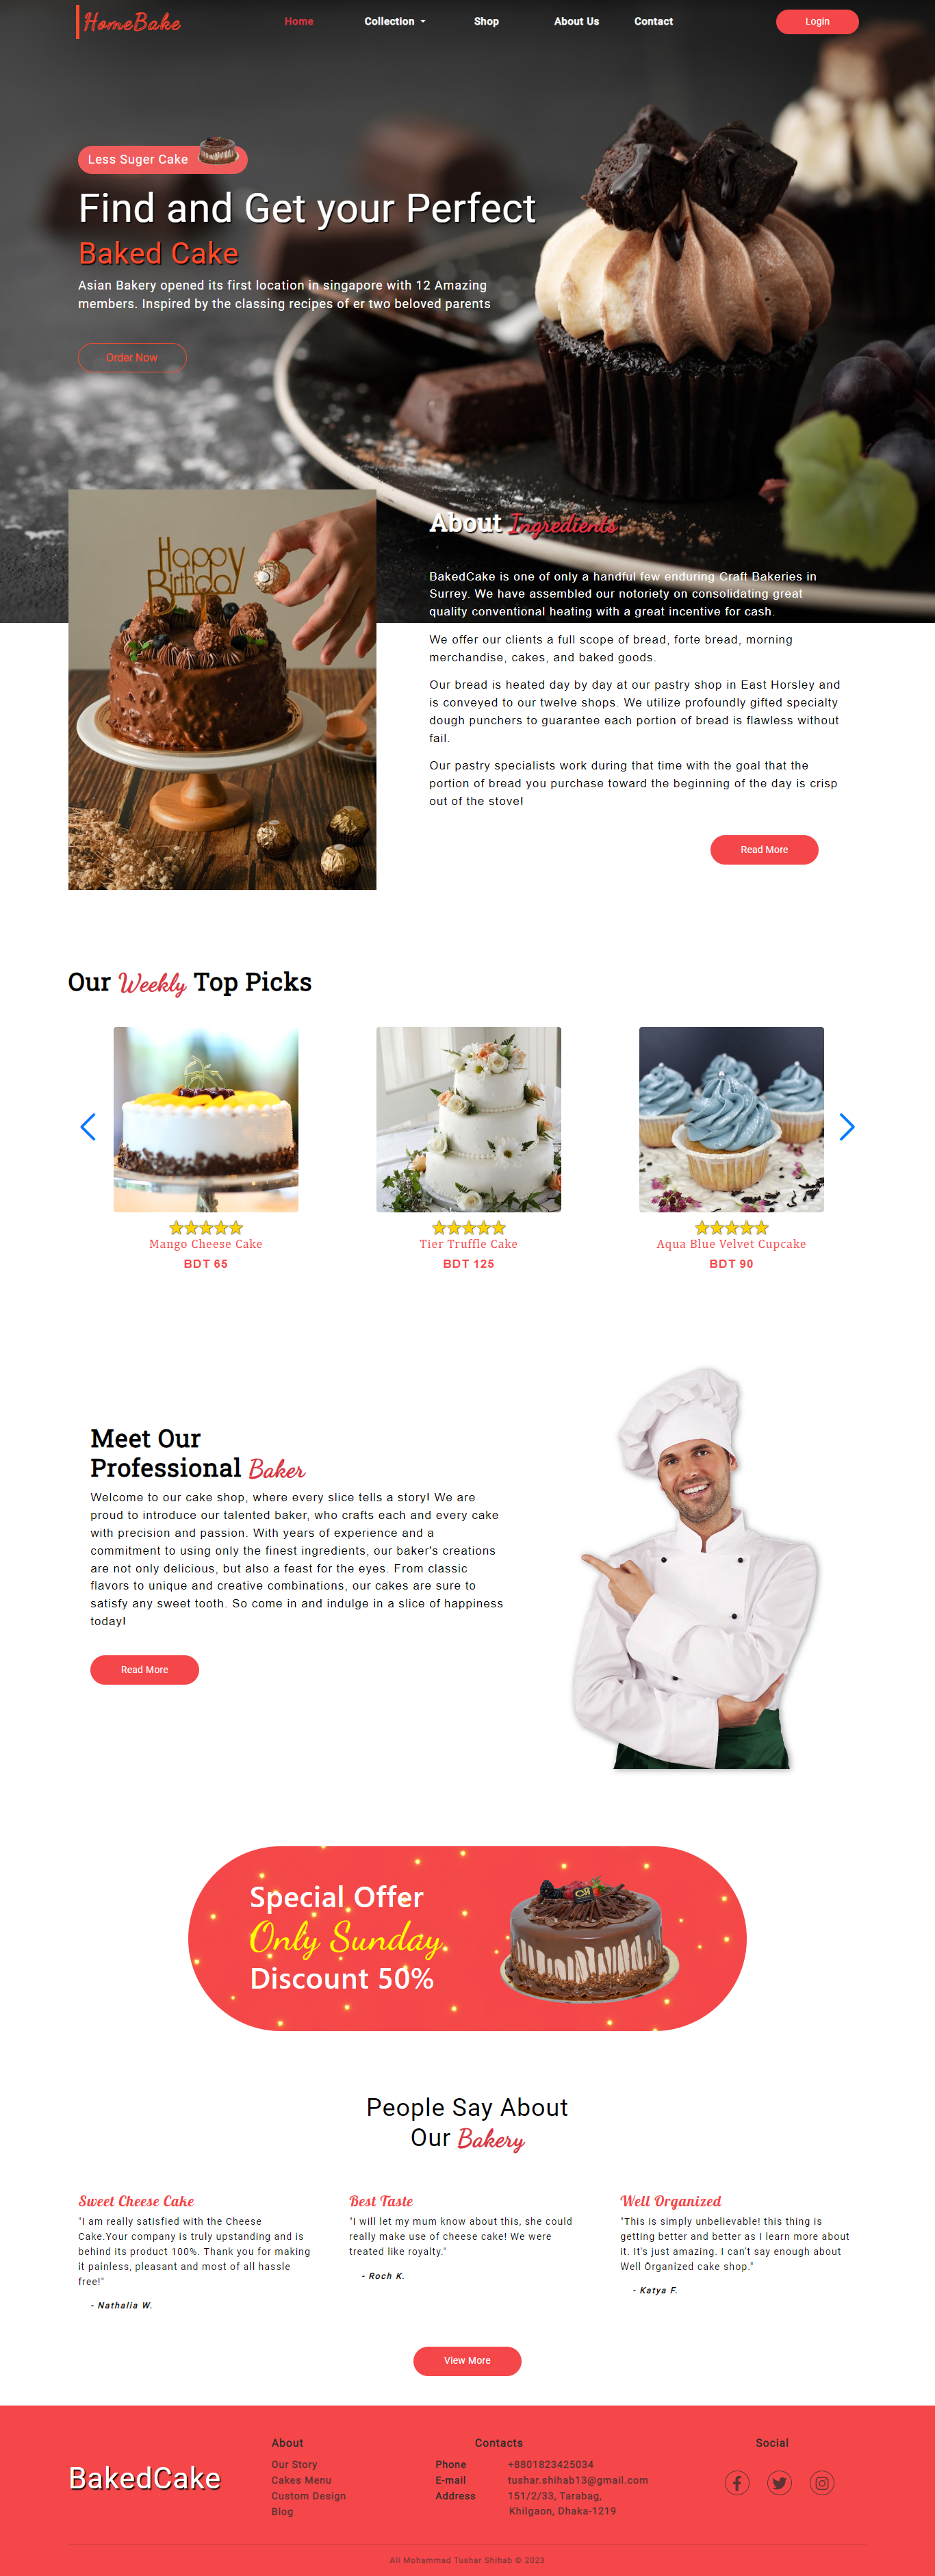 HomeBake
Home
Collection
Shop
About Us
Contact
Login
Less Suger Cake
Find and Get your Perfect
Baked Cake
Asian Bakery opened its first location in singapore with 12 Amazing
members. Inspired by the classing recipes of er two beloved parents
Order Now
Happy
Birthday
About Ingredients
BakedCake is one of only a handful few enduring Craft Bakeries in
Surrey. We have assembled our notoriety on consolidating great
quality conventional heating with a great incentive for cash.
We offer our clients a full scope of bread, forte bread, morning
merchandise, cakes, and baked goods.
Our bread is heated day by day at our pastry shop in East Horsley and
is conveyed to our twelve shops. We utilize profoundly gifted specialty
dough punchers to guarantee each portion of bread is flawless without
fail.
Our pastry specialists work during that time with the goal that the
portion of bread you purchase toward the beginning of the day is crisp
out of the stove!
Read More
Our Weekly Top Picks
Mango Cheese Cake
BDT 65
Tier Truffle Cake
BDT 125
Aqua Blue Velvet Cupcake
BDT 90
Meet Our
Professional Baker
Welcome to our cake shop, where every slice tells a story! We are
proud to introduce our talented baker, who crafts each and every cake
with precision and passion. With years of experience and a
commitment to using only the finest ingredients, our baker's creations
are not only delicious, but also a feast for the eyes. From classic
flavors to unique and creative combinations, our cakes are sure to
satisfy any sweet tooth. So come in and indulge in a slice of happiness
today!
Read More
Special Offer
Only Sunday
Discount 50%
People Say About
Our Bakery
Sweet Cheese Cake
"I am really satisfied with the Cheese
Cake.Your company is truly upstanding and is
behind its product 100%. Thank you for making
it painless, pleasant and most of all hassle
free!"
- Nathalia W.
Best Taste
"I will let my mum know about this, she could
really make use of cheese cake! We were
treated like royalty."
- Roch K.
Well Organized
"This is simply unbelievable! this thing is
getting better and better as I learn more about
it. It's just amazing. I can't say enough about
Well Organized cake shop."
- Katya F.
View More
BakedCake
About
Our Story
Cakes Menu
Custom Design
Blog
Contacts
Phone +8801823425034
E-mail tushar.shihab13@gmail.com
Address 151/2/33, Tarabag,
Khilgaon, Dhaka-1219
Social
Ali Mohammad Tushar Shihab © 2023